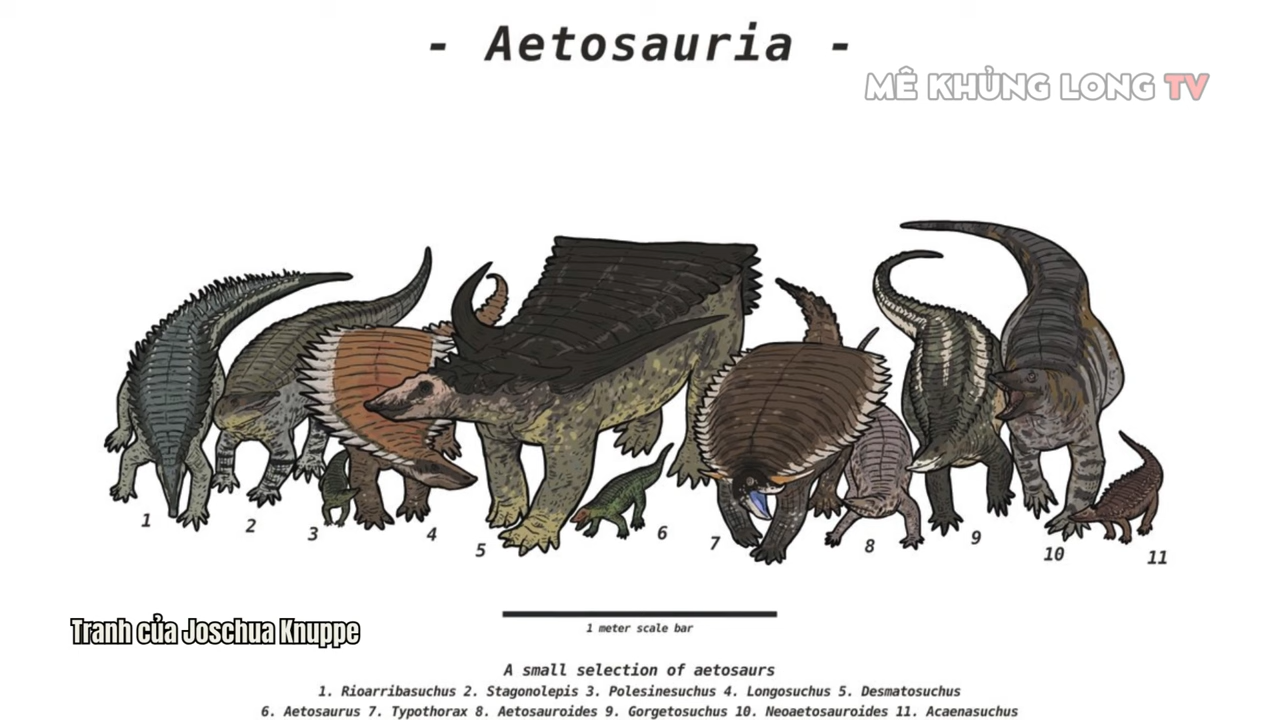 - Aetosauria -
MÊ KHỦNG LONG TV
1
2
3
4
5
6
7
8
9
10
11
Tranh của Joschua Knuppe
1 meter scale bar
A small selection of aetosaurs
1. Rioarribasuchus 2. Stagonolepis 3. Polesinesuchus 4. Longosuchus 5. Desmatosuchus
6. Aetosaurus 7. Typothorax 8. Aetosauroides 9. Gorgetosuchus 10. Neoaetosauroides 11. Acaenasuchus